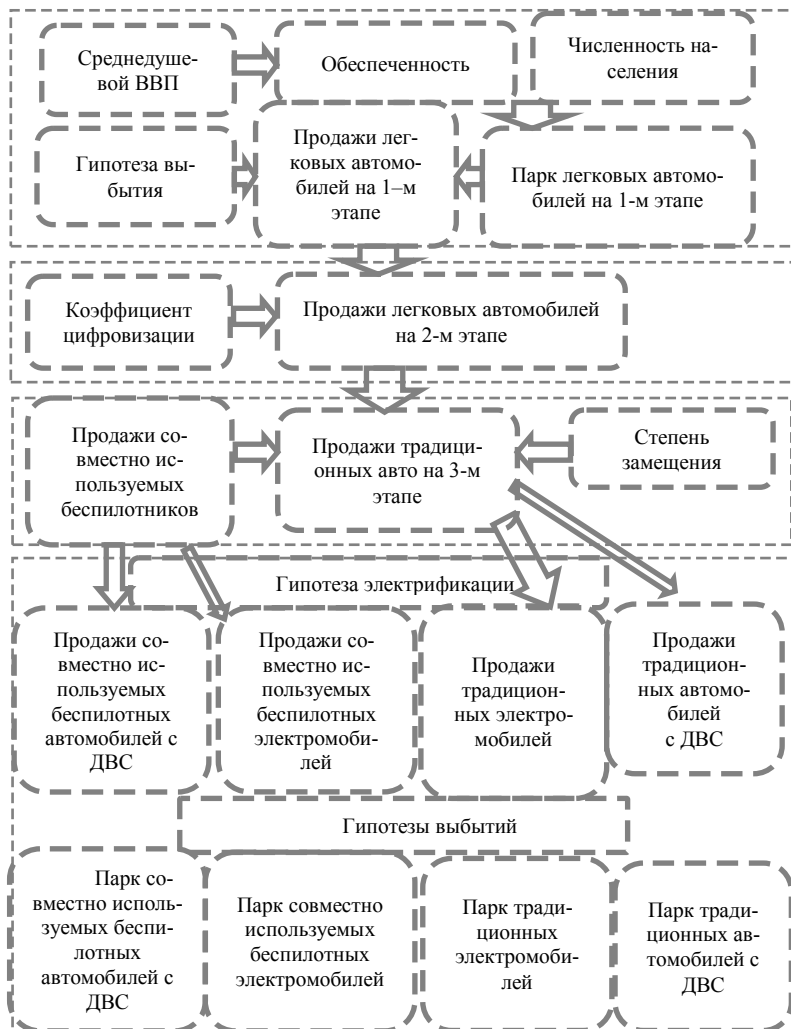 Среднедуше-
вой ВВП
Обеспеченность
Численность на-
селения
Гипотеза вы-
бытия
Продажи лег-
ковых автомо-
билей на 1–м
этапе
Парк легковых автомо-
билей на 1-м этапе
Коэффициент
цифровизации
Продажи легковых автомобилей
на 2-м этапе
Продажи со-
вместно ис-
пользуемых
беспилотников
Продажи традици-
онных авто на 3-м
этапе
Степень
замещения
Гипотеза электрификации
Продажи со-
вместно ис-
пользуемых
беспилотных
автомобилей с
ДВС
Продажи со-
вместно ис-
пользуемых
беспилотных
электромоби-
лей
Продажи
традицион-
ных электро-
мобилей
Продажи
традицион-
ных автомо-
билей
с ДВС
Гипотезы выбытий
Парк со-
вместно исполь-
зуемых беспи-
лотных
автомобилей с
ДВС
Парк совместно
используемых
беспилотных
электромобилей
Парк тради-
ционных
электромоби-
лей
Парк тради-
ционных ав-
томобилей с
ДВС